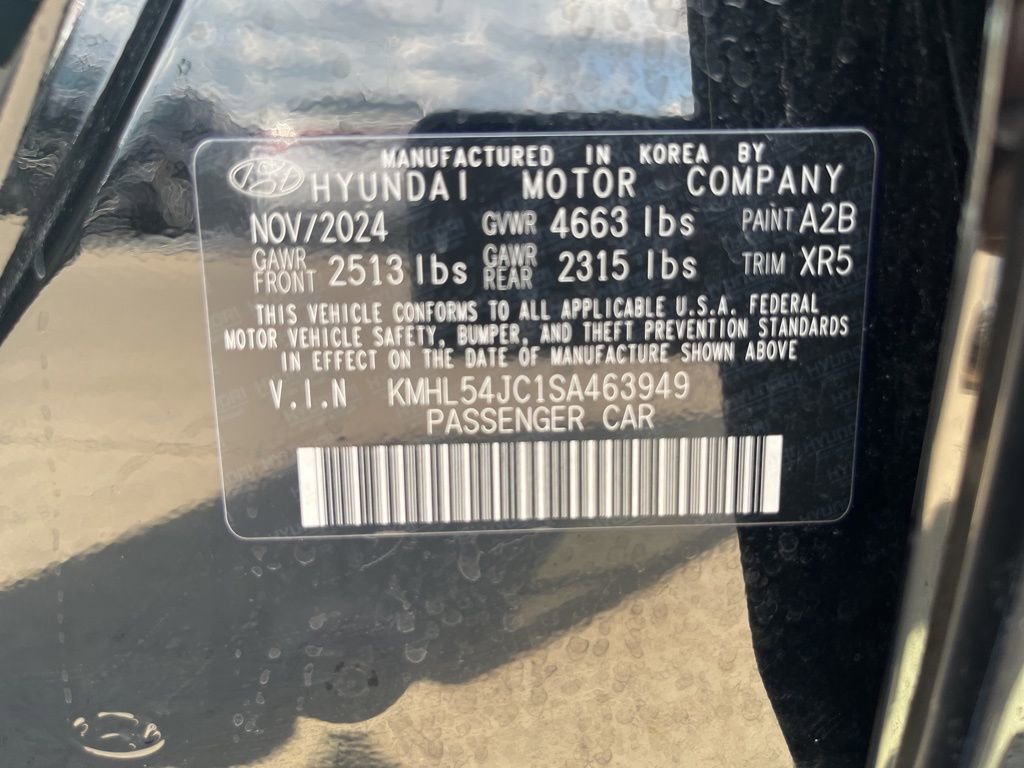 MANUFACTURED IN KOREA BY
HYUNDAI MOTOR COMPANY
NOV/2024 GVWR 4663 lbs PAINT A2B
GAWR FRONT 2513 lbs GAWR REAR 2315 lbs TRIM XR5
THIS VEHICLE CONFORMS TO ALL APPLICABLE U.S.A. FEDERAL
MOTOR VEHICLE SAFETY, BUMPER, AND THEFT PREVENTION STANDARDS
IN EFFECT ON THE DATE OF MANUFACTURE SHOWN ABOVE
V.I.N KMHL54JC1SA463949
PASSENGER CAR